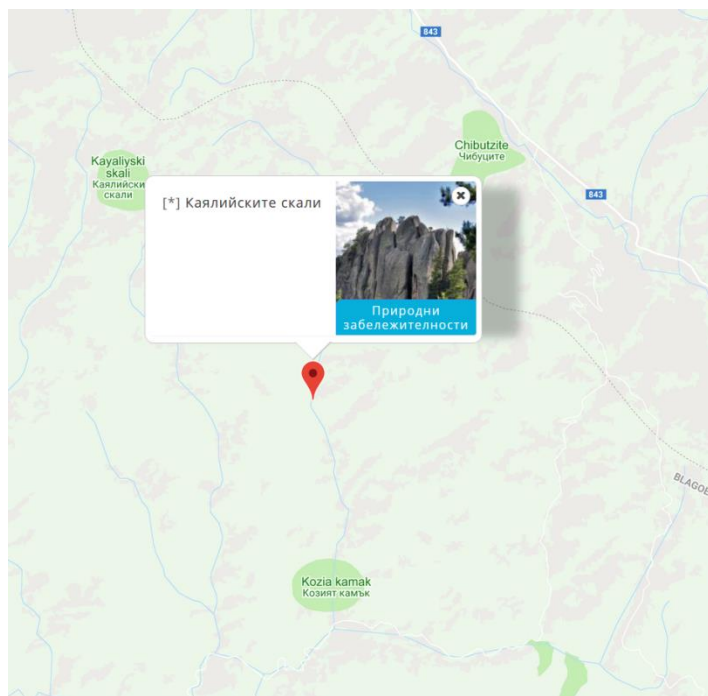 843
Chibutzite
Чибуците
Kayaliyski
skali
Каялийски
скали
843
[*] Каялийските скали
Природни
забележителности
BLAGOE
Kozia kamak
Козият камък